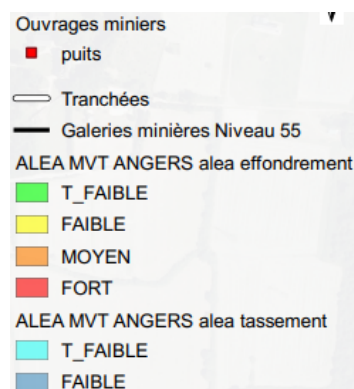 Ouvrages miniers
puits
Tranchées
Galeries minières Niveau 55
ALEA MVT ANGERS alea effondrement
T_FAIBLE
FAIBLE
MOYEN
FORT
ALEA MVT ANGERS alea tassement
T_FAIBLE
FAIBLE